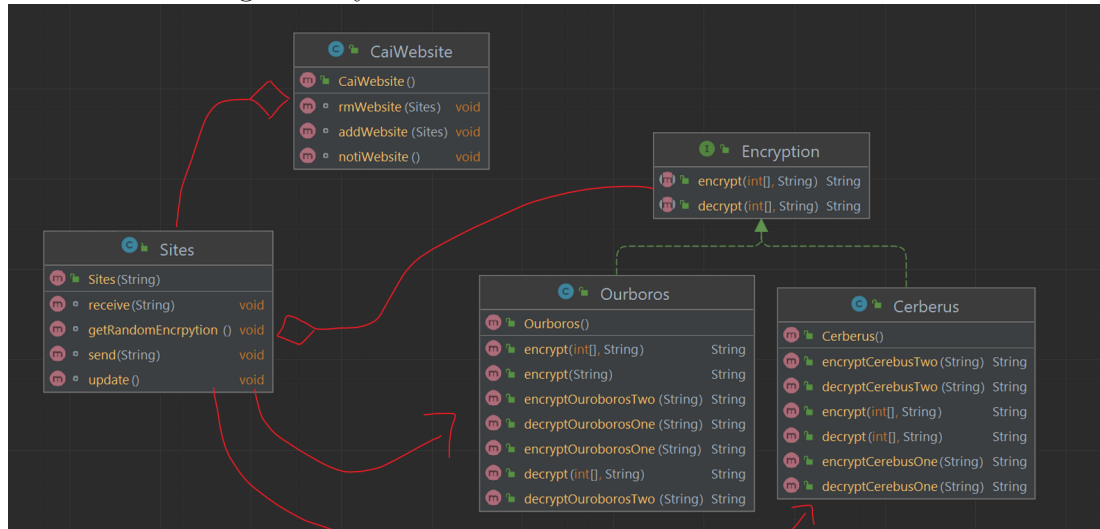 CaiWebsite
CaiWebsite()
rmWebsite(Sites) void
addWebsite(Sites) void
notiWebsite() void
Encryption
encrypt(int[], String) String
decrypt(int[], String) String
Sites
Sites(String)
receive(String) void
getRandomEncrpytion () void
send(String) void
update() void
Ourboros
Ourboros()
encrypt(int[], String) String
encrypt(String) String
encryptOuroborosTwo (String) String
decryptOuroborosOne (String) String
encryptOuroborosOne (String) String
decrypt(int[], String) String
decryptOuroborosTwo (String) String
Cerberus
Cerberus()
encryptCerebusTwo (String) String
decryptCerebusTwo (String) String
encrypt(int[], String) String
decrypt(int[], String) String
encryptCerebusOne (String) String
decryptCerebusOne (String) String